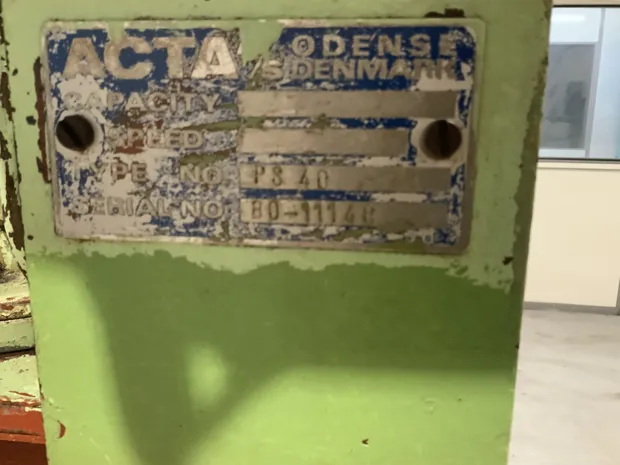 ACTA A/S ODENSE
DENMARK
CAPACITY
SPEED
TYPE NO PS 40
SERIAL NO